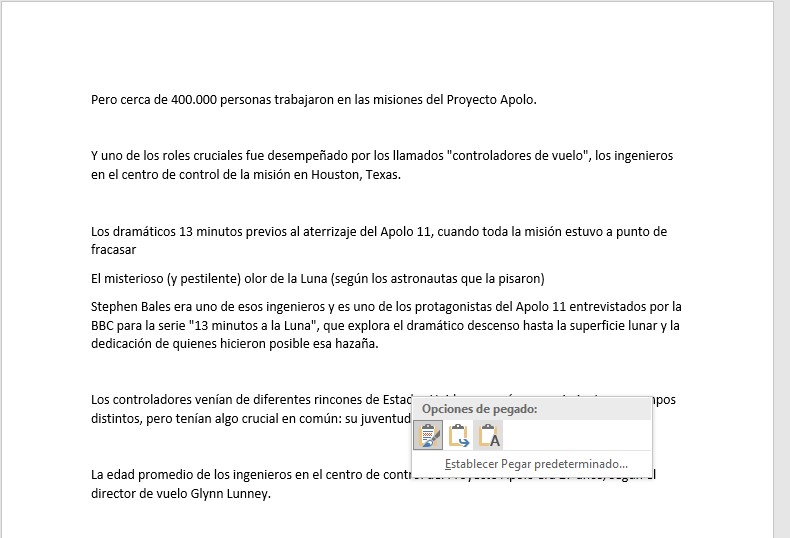 Pero cerca de 400.000 personas trabajaron en las misiones del Proyecto Apolo.
Y uno de los roles cruciales fue desempeñado por los llamados "controladores de vuelo", los ingenieros
en el centro de control de la misión en Houston, Texas.
Los dramáticos 13 minutos previos al aterrizaje del Apolo 11, cuando toda la misión estuvo a punto de
fracasar
El misterioso (y pestilente) olor de la Luna (según los astronautas que la pisaron)
Stephen Bales era uno de esos ingenieros y es uno de los protagonistas del Apolo 11 entrevistados por la
BBC para la serie "13 minutos a la Luna", que explora el dramático descenso hasta la superficie lunar y la
dedicación de quienes hicieron posible esa hazaña.
Los controladores venían de diferentes rincones de
distintos, pero tenían algo crucial en común: su juventud
Opciones de pegado:
A
Establecer Pegar predeterminado...
La edad promedio de los ingenieros en el centro de
director de vuelo Glynn Lunney.